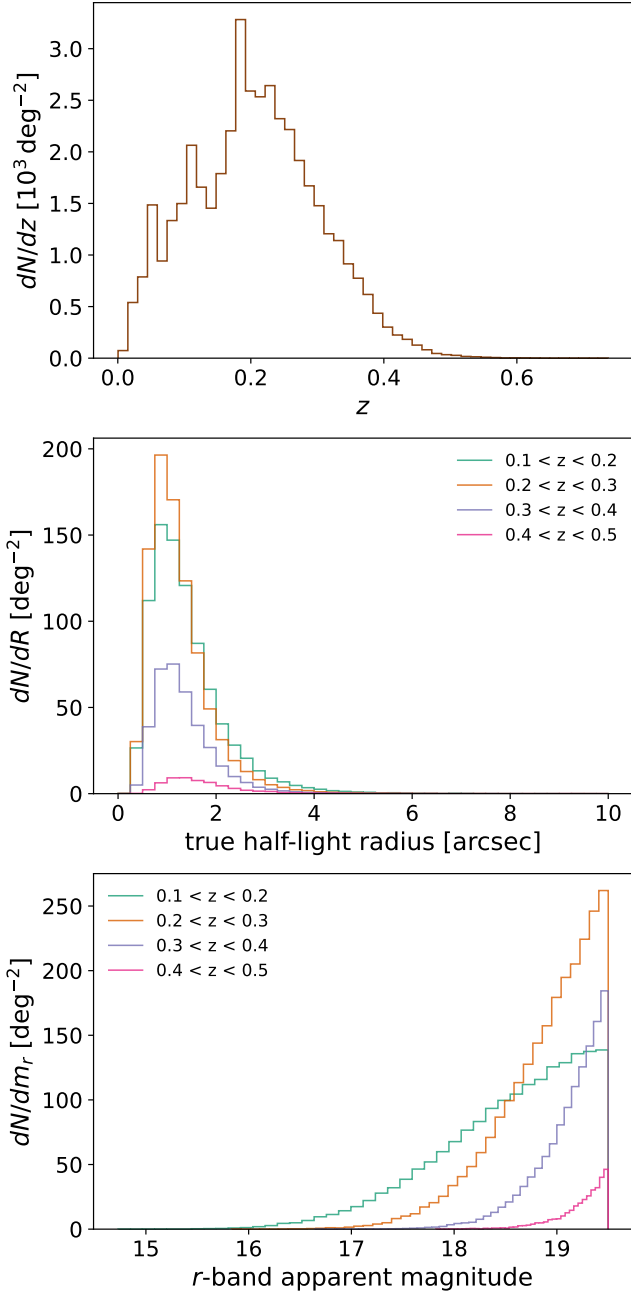 3.0
2.5
2.0
1.5
1.0
0.5
0.0
dN/dz [10³ deg⁻²]
0.0 0.2 0.4 0.6
z
200
150
100
50
0
dN/dR [deg⁻²]
0.1 < z < 0.2
0.2 < z < 0.3
0.3 < z < 0.4
0.4 < z < 0.5
0 2 4 6 8 10
true half-light radius [arcsec]
250
200
150
100
50
0
dN/dmᵣ [deg⁻²]
0.1 < z < 0.2
0.2 < z < 0.3
0.3 < z < 0.4
0.4 < z < 0.5
15 16 17 18 19
r-band apparent magnitude